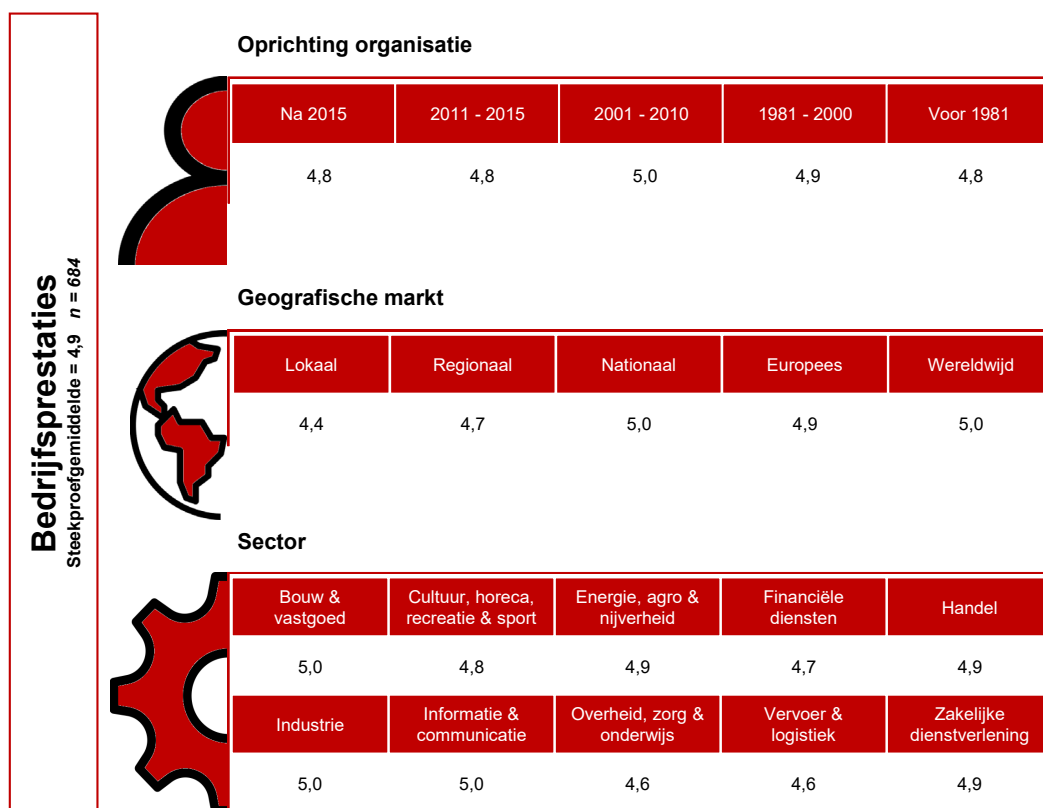 Bedrijfsprestaties
Steekproefgemiddelde = 4,9 n = 684
Oprichting organisatie
Na 2015 2011 - 2015 2001 - 2010 1981 - 2000 Voor 1981
4,8 4,8 5,0 4,9 4,8
Geografische markt
Lokaal Regionaal Nationaal Europees Wereldwijd
4,4 4,7 5,0 4,9 5,0
Sector
Bouw & Cultuur, horeca, Energie, agro & Financiële Handel
vastgoed recreatie & sport nijverheid diensten
5,0 4,8 4,9 4,7 4,9
Industrie Informatie & Overheid, zorg & Vervoer & Zakelijke
communicatie onderwijs logistiek dienstverlening
5,0 5,0 4,6 4,6 4,9